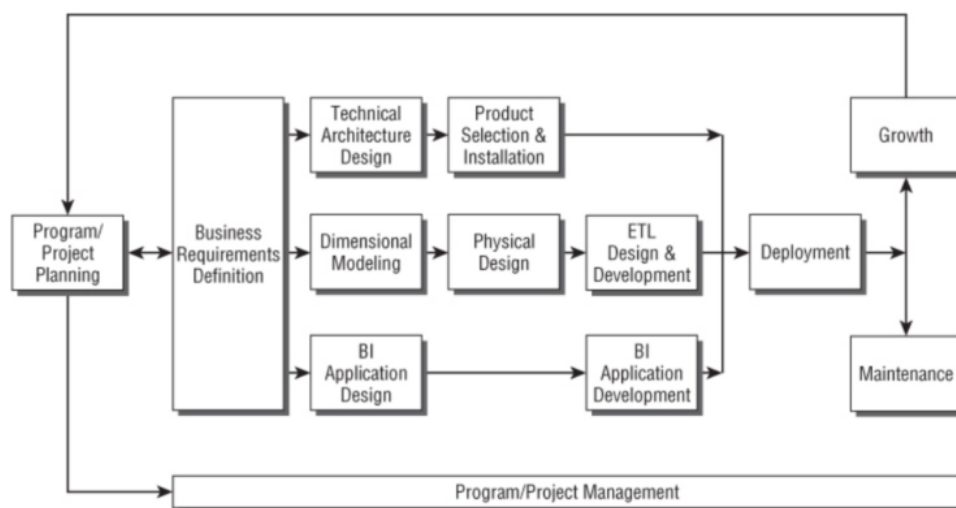 Technical
Architecture
Design
Product
Selection &
Installation
Growth
Program/
Project
Planning
Business
Requirements
Definition
Dimensional
Modeling
Physical
Design
ETL
Design &
Development
Deployment
BI
Application
Design
BI
Application
Development
Maintenance
Program/Project Management